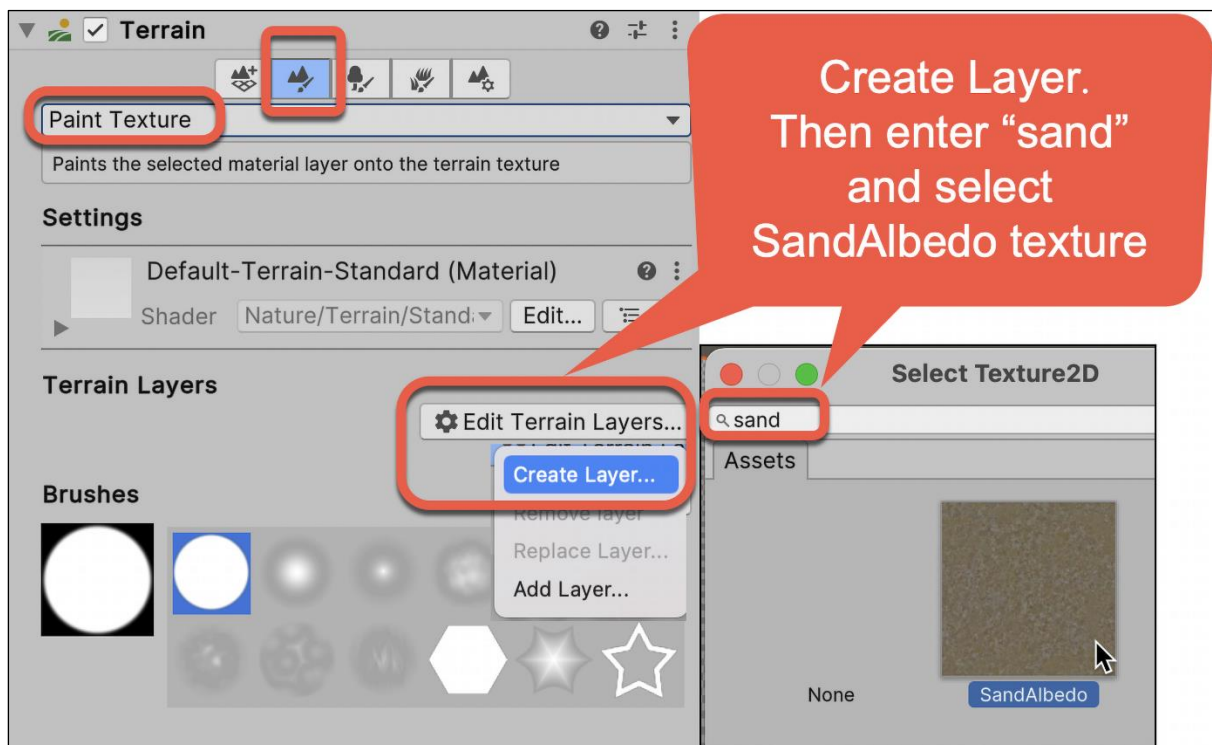 Terrain
Paint Texture
Paints the selected material layer onto the terrain texture
Settings
Default-Terrain-Standard (Material)
Shader Nature/Terrain/Stand Edit...
Terrain Layers
Edit Terrain Layers...
Create Layer...
Remove layer
Replace Layer...
Add Layer...
Brushes
Create Layer.
Then enter “sand”
and select
SandAlbedo texture
Select Texture2D
sand
Assets
None
SandAlbedo